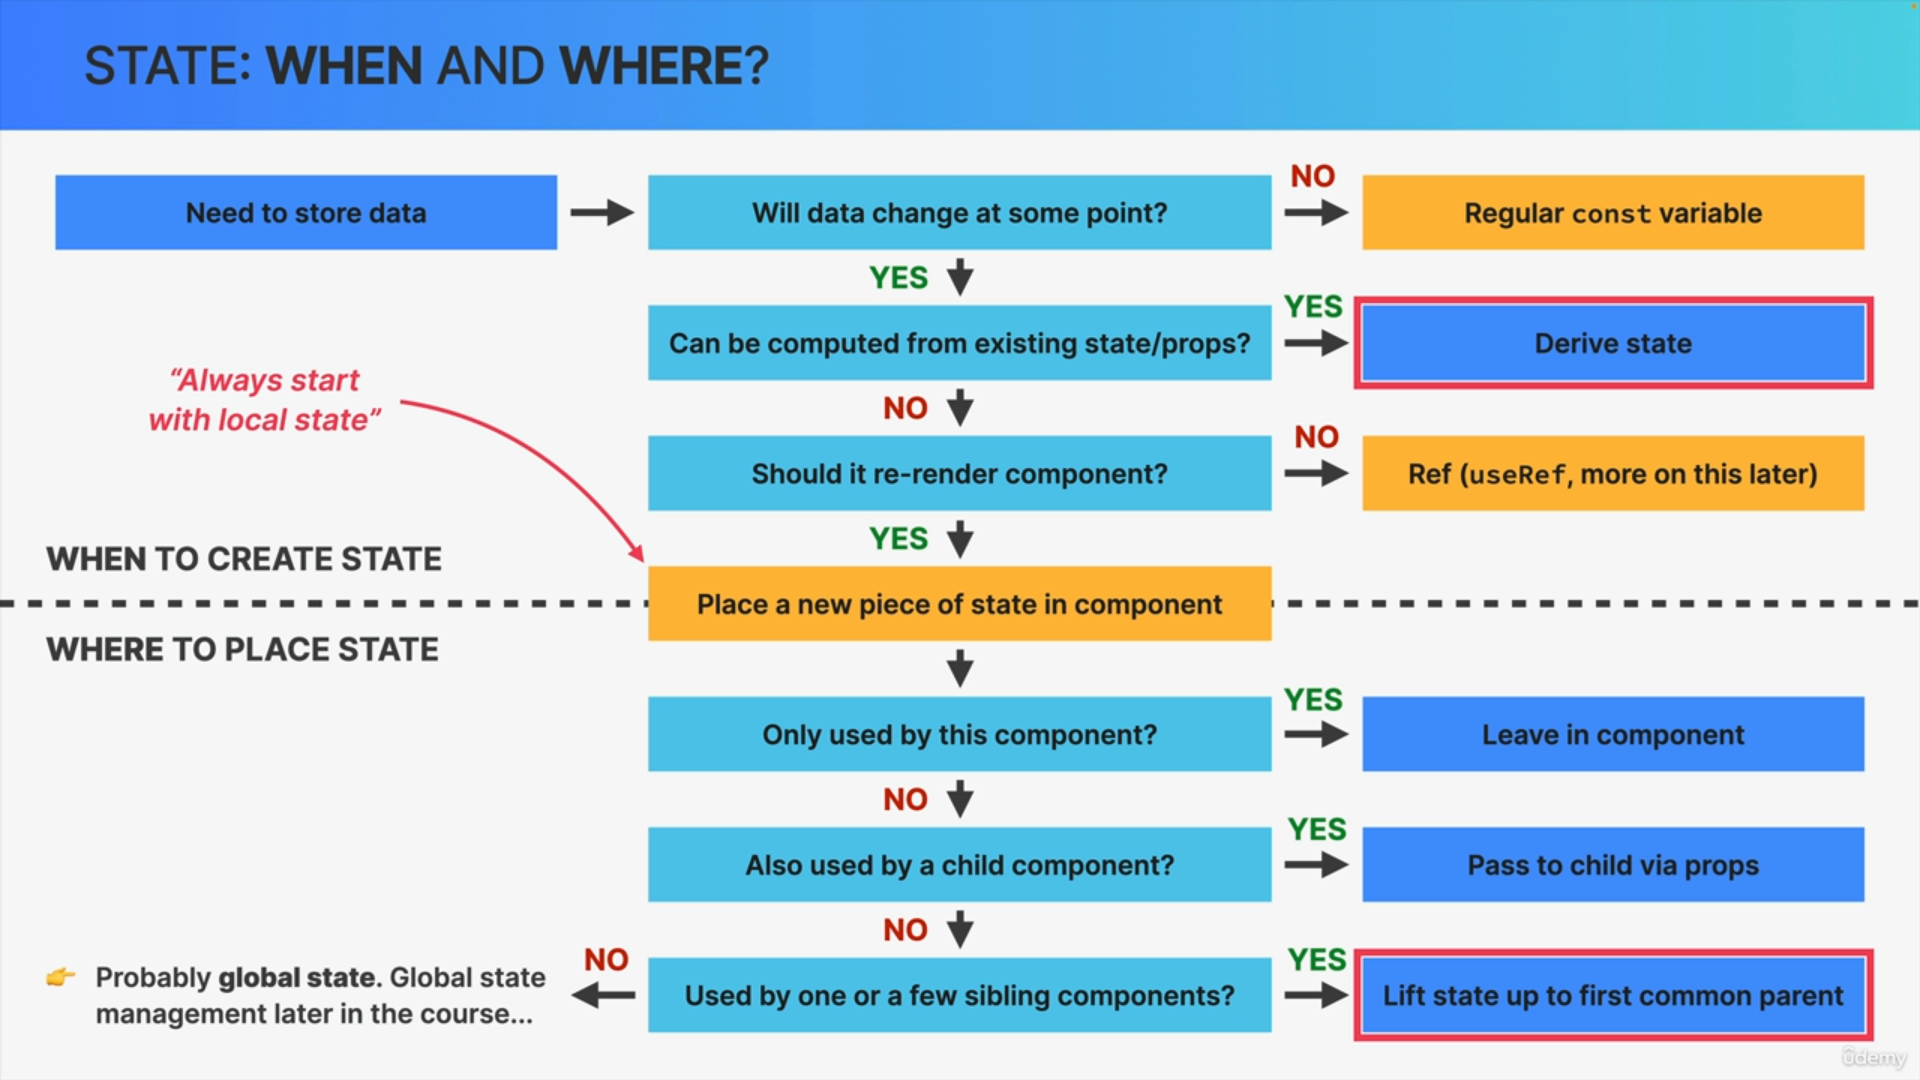 STATE: WHEN AND WHERE?
Need to store data
Will data change at some point?
NO
Regular const variable
YES
Can be computed from existing state/props?
YES
Derive state
“Always start
with local state”
NO
Should it re-render component?
NO
Ref (useRef, more on this later)
YES
WHEN TO CREATE STATE
Place a new piece of state in component
WHERE TO PLACE STATE
Only used by this component?
YES
Leave in component
NO
Also used by a child component?
YES
Pass to child via props
NO
Used by one or a few sibling components?
YES
Lift state up to first common parent
NO
👉 Probably global state. Global state
management later in the course...
ûdemy